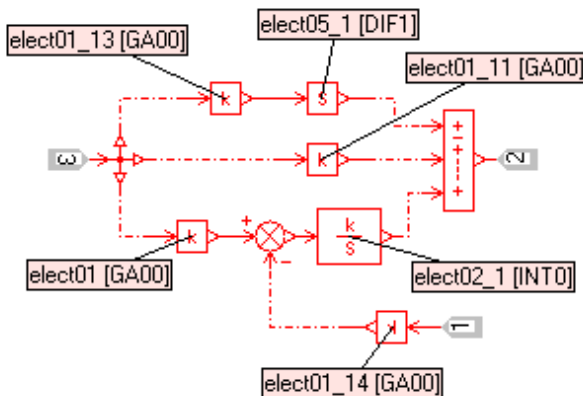 elect05_1 [DIF1]
elect01_13 [GA00]
elect01_11 [GA00]
k
s
+
3
k
+
2
+
k
+
k
s
-
elect01 [GA00]
elect02_1 [INT0]
k
1
elect01_14 [GA00]